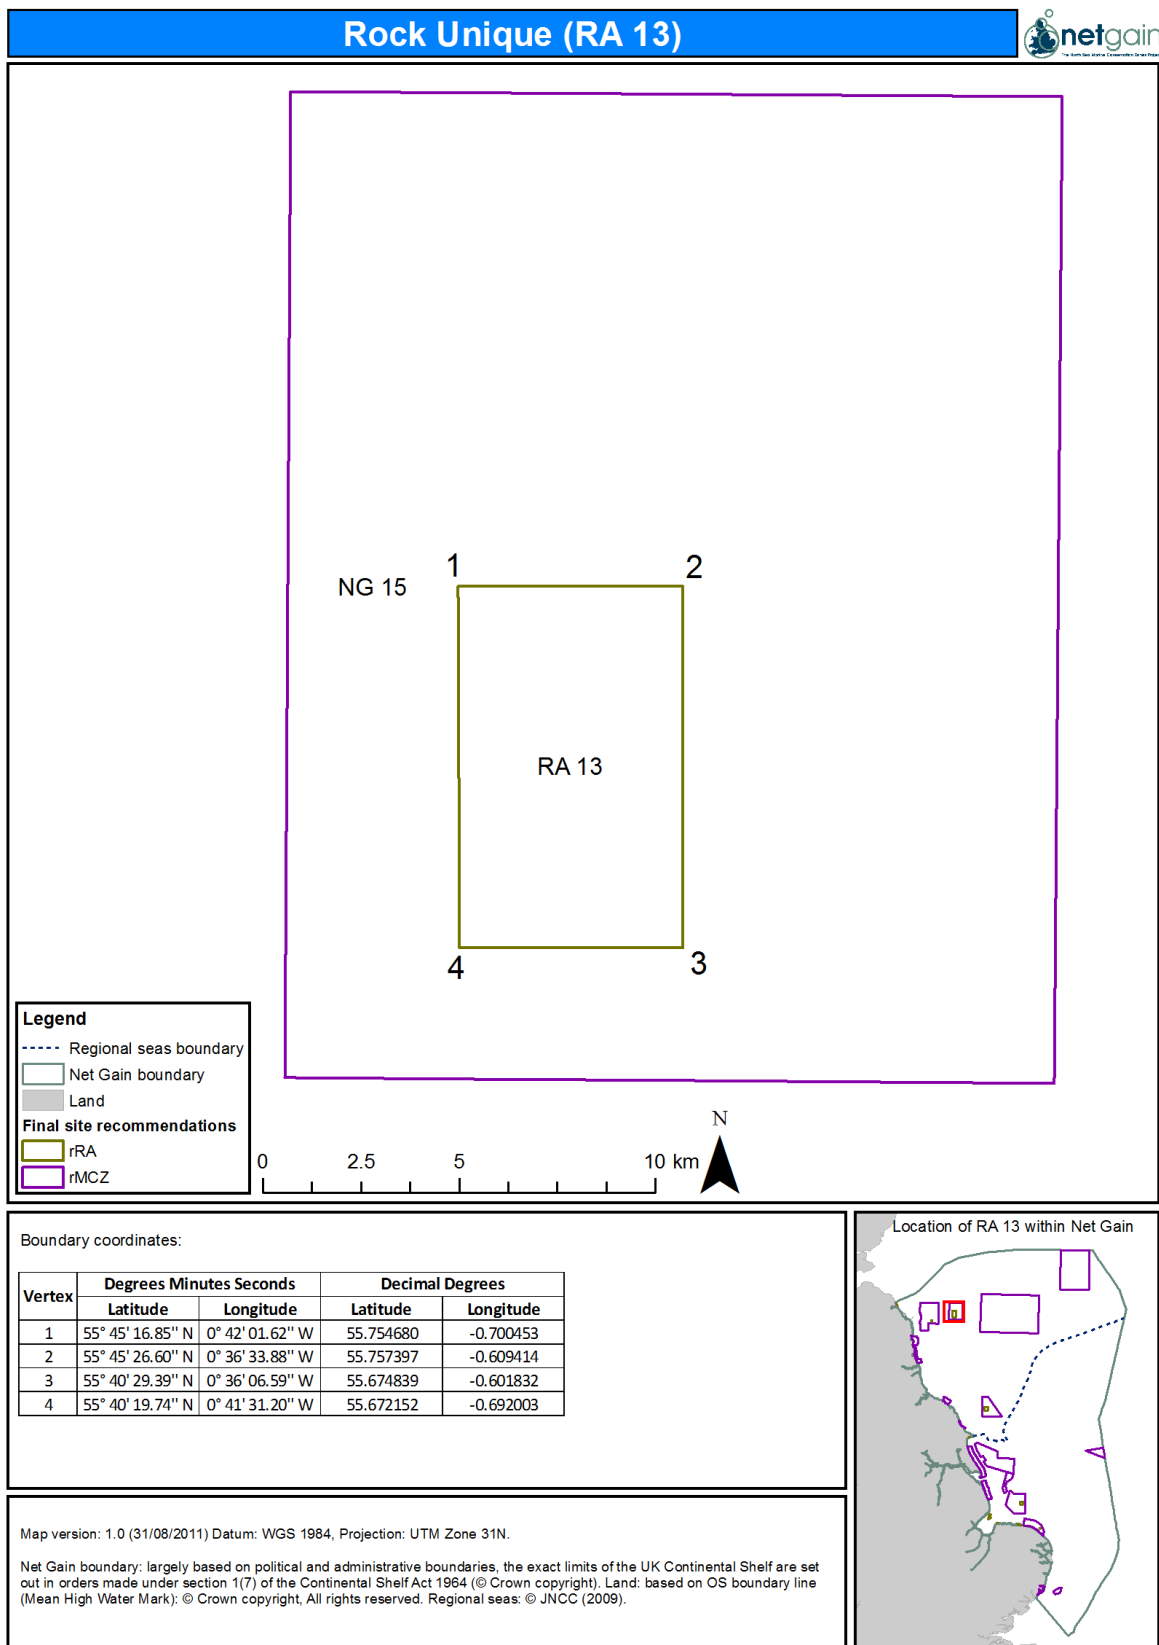 Rock Unique (RA 13)
netgain
The North Sea Marine Conservation Zones Project
1
2
NG 15
RA 13
4
3
Legend
Regional seas boundary
Net Gain boundary
Land
Final site recommendations
rRA
rMCZ
0 2.5 5 10 km
N
Boundary coordinates:
Vertex Degrees Minutes Seconds Decimal Degrees
Latitude Longitude Latitude Longitude
1 55° 45' 16.85'' N 0° 42' 01.62'' W 55.754680 -0.700453
2 55° 45' 26.60'' N 0° 36' 33.88'' W 55.757397 -0.609414
3 55° 40' 29.39'' N 0° 36' 06.59'' W 55.674839 -0.601832
4 55° 40' 19.74'' N 0° 41' 31.20'' W 55.672152 -0.692003
Location of RA 13 within Net Gain
Map version: 1.0 (31/08/2011) Datum: WGS 1984, Projection: UTM Zone 31N.
Net Gain boundary: largely based on political and administrative boundaries, the exact limits of the UK Continental Shelf are set
out in orders made under section 1(7) of the Continental Shelf Act 1964 (© Crown copyright). Land: based on OS boundary line
(Mean High Water Mark): © Crown copyright, All rights reserved. Regional seas: © JNCC (2009).